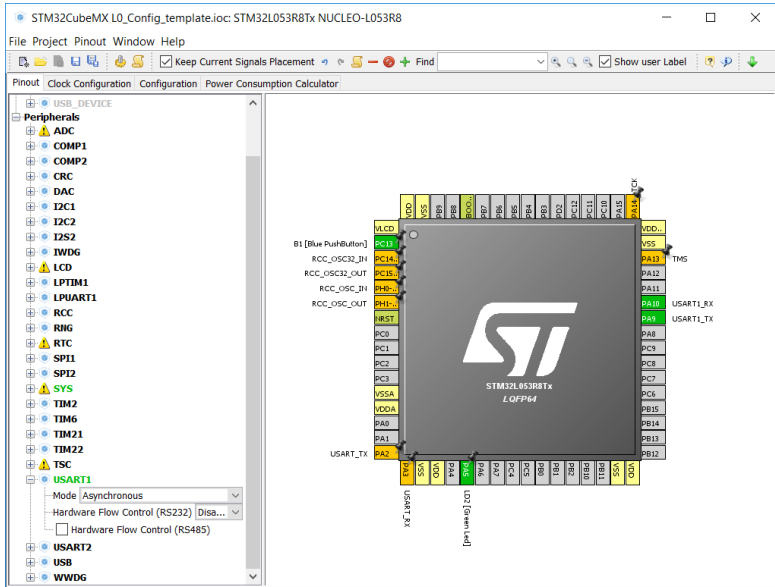 STM32CubeMX L0_Config_template.ioc: STM32L053R8Tx NUCLEO-L053R8
File Project Pinout Window Help
Keep Current Signals Placement Find Show user Label
Pinout Clock Configuration Configuration Power Consumption Calculator
USB_DEVICE
Peripherals
ADC
COMP1
COMP2
CRC
DAC
I2C1
I2C2
I2S2
IWDG
LCD
LPTIM1
LPUART1
RCC
RNG
RTC
SPI1
SPI2
SYS
TIM2
TIM6
TIM21
TIM22
TSC
USART1
Mode Asynchronous
Hardware Flow Control (RS232) Disa...
Hardware Flow Control (RS485)
USART2
USB
WWDG
TCK
VDD VSS PB9 PB8 BOO.. PB7 PB6 PB5 PB4 PB3 PD2 PC12 PC11 PC10 PA15 PA14
VLCD
B1 [Blue PushButton] PC13
RCC_OSC32_IN PC14..
RCC_OSC32_OUT PC15..
RCC_OSC_IN PH0-..
RCC_OSC_OUT PH1-..
NRST
PC0
PC1
PC2
PC3
VSSA
VDDA
PA0
PA1
USART_TX PA2
VDD..
VSS
PA13 TMS
PA12
PA11
PA10 USART1_RX
PA9 USART1_TX
PA8
PC9
PC8
PC7
PC6
PB15
PB14
PB13
PB12
ST
STM32L053R8Tx
LQFP64
PA3 VSS VDD PA4 PA5 PA6 PA7 PC4 PC5 PB0 PB1 PB2 PB10 PB11 VSS VDD
USART_RX
LD2 [Green Led]